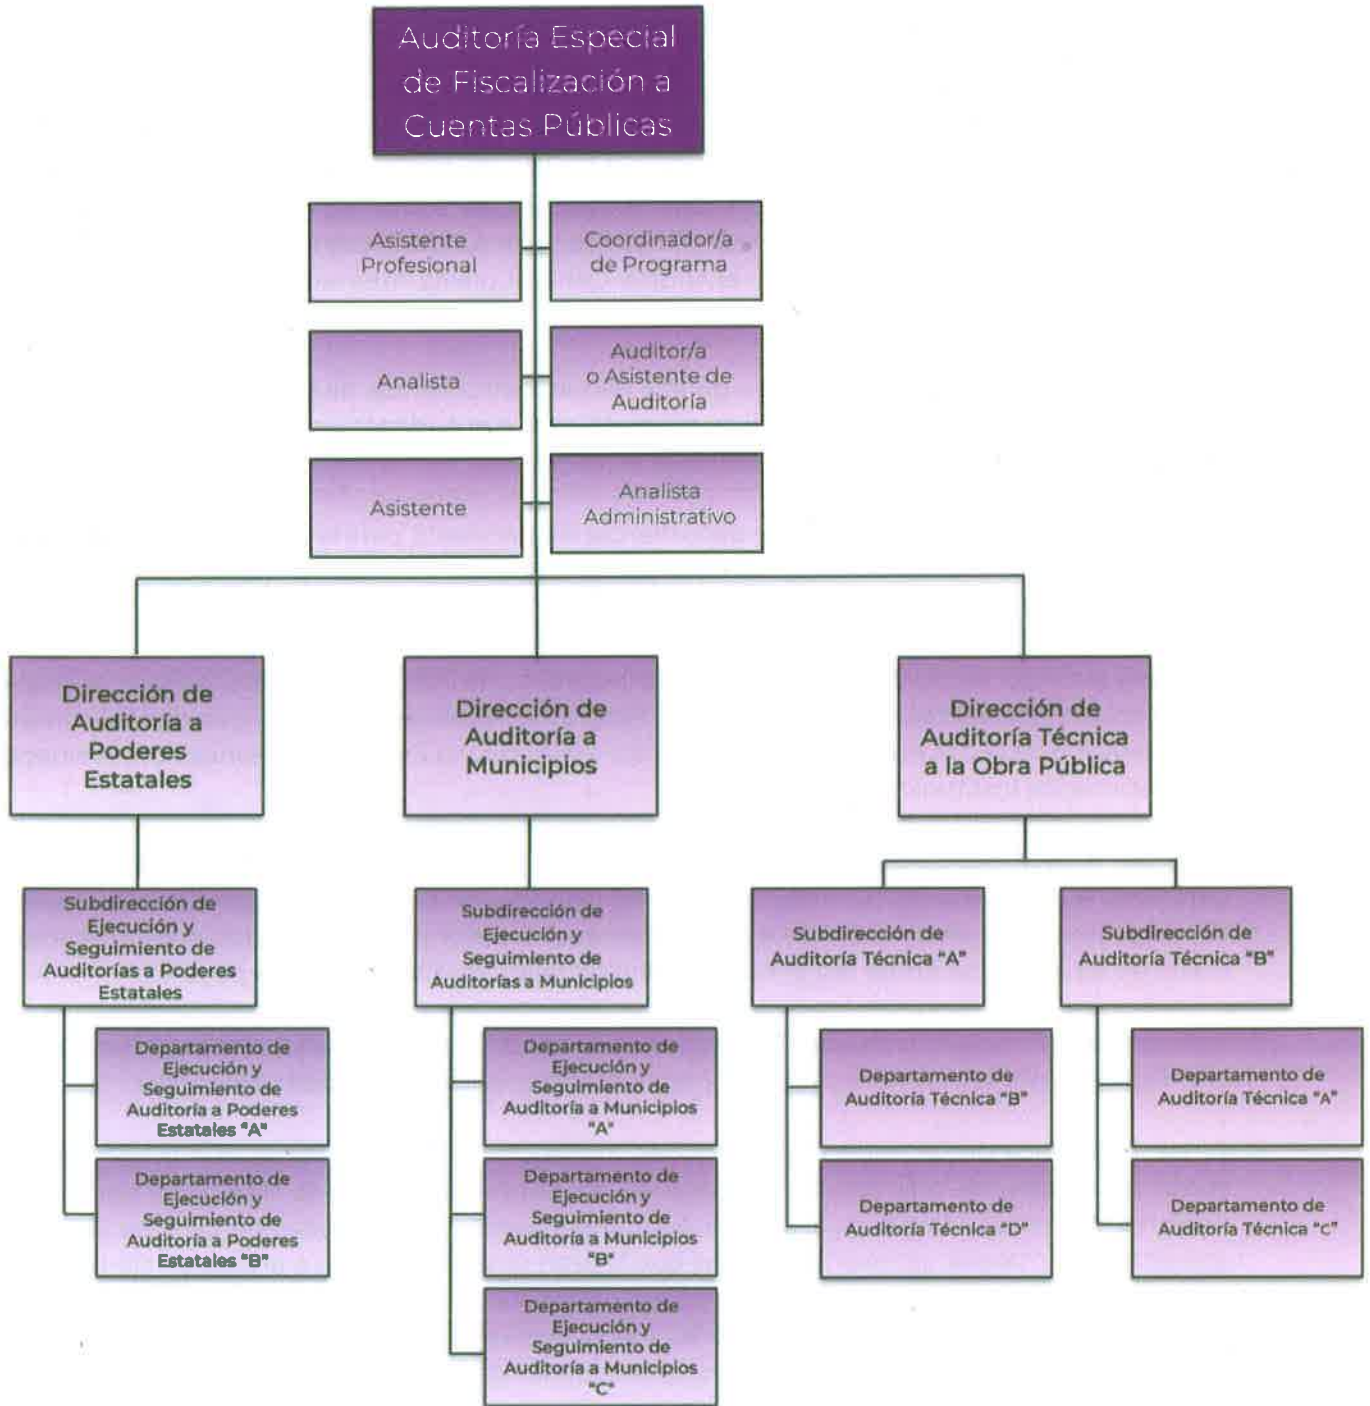 Auditoría Especial
de Fiscalización a
Cuentas Públicas
Asistente
Profesional
Coordinador/a
de Programa
Analista
Auditor/a
o Asistente de
Auditoría
Asistente
Analista
Administrativo
Dirección de
Auditoría a
Poderes
Estatales
Dirección de
Auditoría a
Municipios
Dirección de
Auditoría Técnica
a la Obra Pública
Subdirección de
Ejecución y
Seguimiento de
Auditorías a Poderes
Estatales
Subdirección de
Ejecución y
Seguimiento de
Auditorías a Municipios
Subdirección de
Auditoría Técnica "A"
Subdirección de
Auditoría Técnica "B"
Departamento de
Ejecución y
Seguimiento de
Auditoría a Poderes
Estatales "A"
Departamento de
Ejecución y
Seguimiento de
Auditoría a Poderes
Estatales "B"
Departamento de
Ejecución y
Seguimiento de
Auditoría a Municipios
"A"
Departamento de
Ejecución y
Seguimiento de
Auditoría a Municipios
"B"
Departamento de
Ejecución y
Seguimiento de
Auditoría a Municipios
"C"
Departamento de
Auditoría Técnica "B"
Departamento de
Auditoría Técnica "D"
Departamento de
Auditoría Técnica "A"
Departamento de
Auditoría Técnica "C"